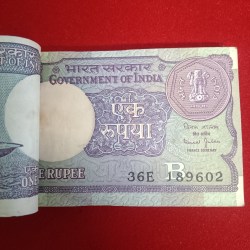 भारत सरकार
GOVERNMENT OF INDIA
एक
रुपया
RUPEE
B
36E 189602